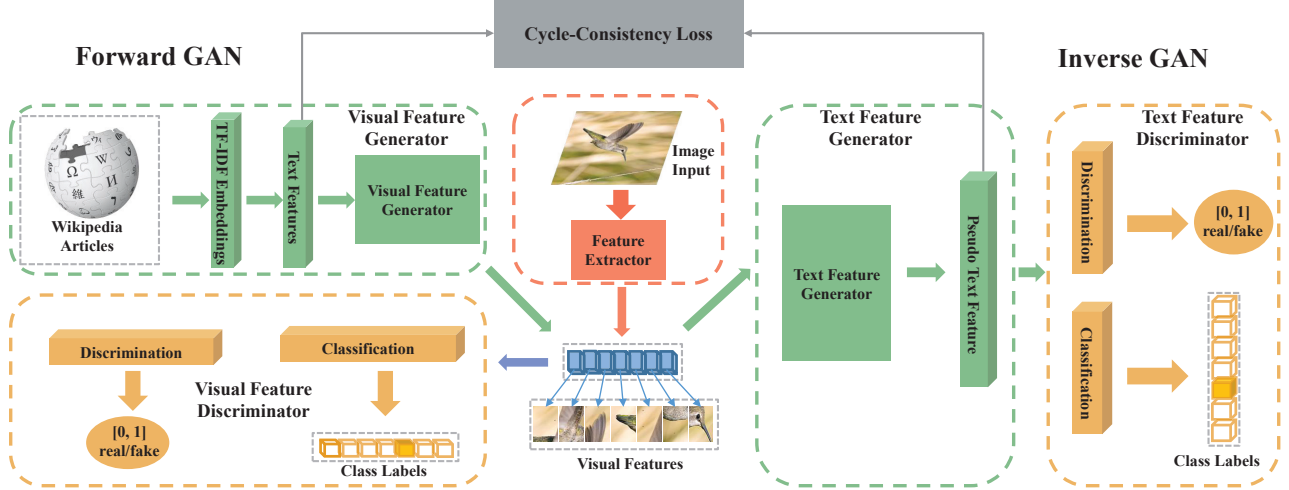 Cycle-Consistency Loss
Forward GAN
Inverse GAN
Wikipedia
Articles
TF-IDF Embeddings
Text Features
Visual Feature
Generator
Visual Feature
Generator
Image
Input
Feature
Extractor
Text Feature
Generator
Text Feature
Generator
Pseudo Text Feature
Text Feature
Discriminator
Discrimination
[0, 1]
real/fake
Classification
Class Labels
Discrimination
Classification
Visual Feature
Discriminator
[0, 1]
real/fake
Class Labels
Visual Features
Ω
W
維
И